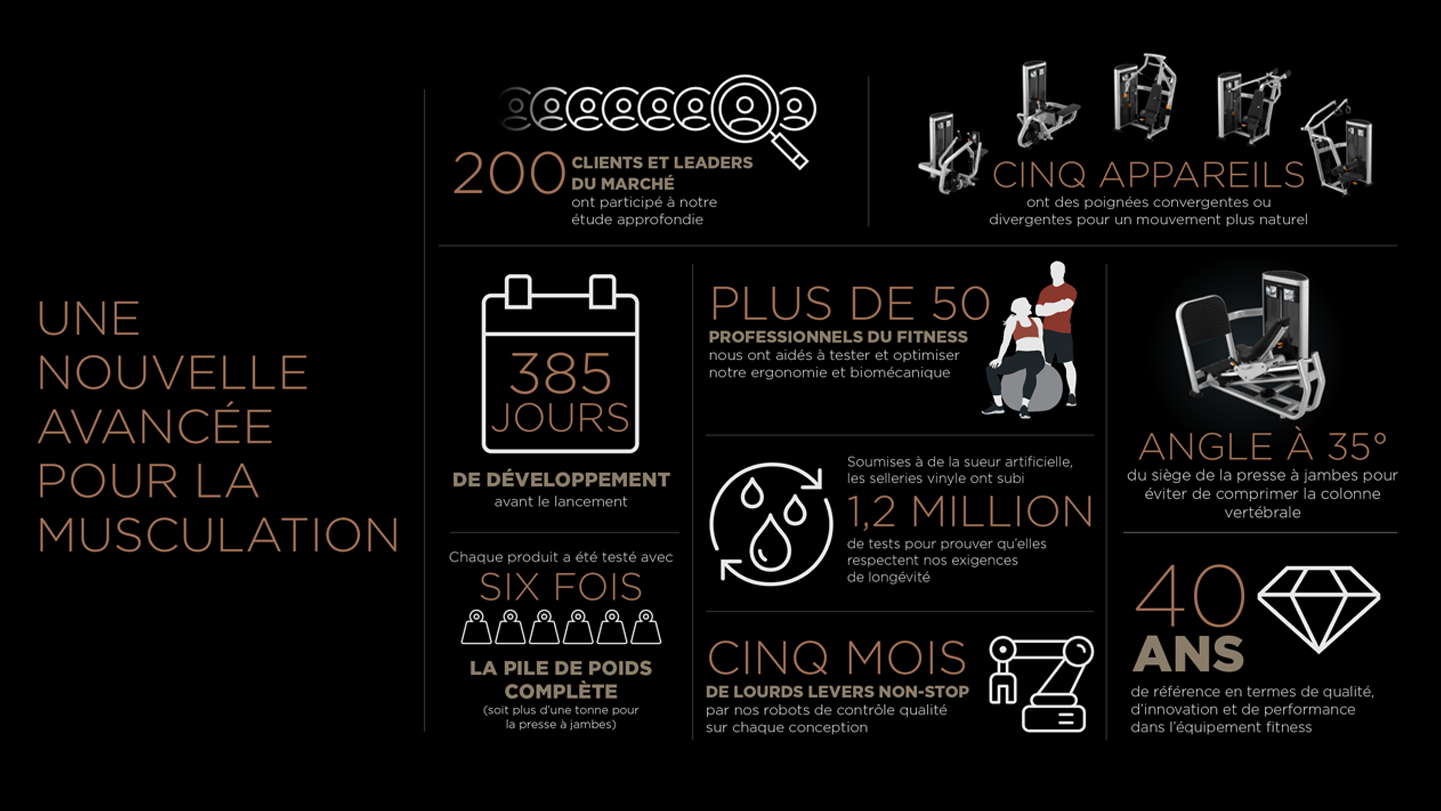 UNE
NOUVELLE
AVANCÉE
POUR LA
MUSCULATION
200 CLIENTS ET LEADERS
DU MARCHÉ
ont participé à notre
étude approfondie
CINQ APPAREILS
ont des poignées convergentes ou
divergentes pour un mouvement plus naturel
385
JOURS
DE DÉVELOPPEMENT
avant le lancement
Chaque produit a été testé avec
SIX FOIS
LA PILE DE POIDS
COMPLÈTE
(soit plus d'une tonne pour
la presse à jambes)
PLUS DE 50
PROFESSIONNELS DU FITNESS
nous ont aidés à tester et optimiser
notre ergonomie et biomécanique
Soumises à de la sueur artificielle,
les selleries vinyle ont subi
1,2 MILLION
de tests pour prouver qu'elles
respectent nos exigences
de longévité
CINQ MOIS
DE LOURDS LEVERS NON-STOP
par nos robots de contrôle qualité
sur chaque conception
ANGLE À 35°
du siège de la presse à jambes pour
éviter de comprimer la colonne
vertébrale
40
ANS
de référence en termes de qualité,
d'innovation et de performance
dans l'équipement fitness